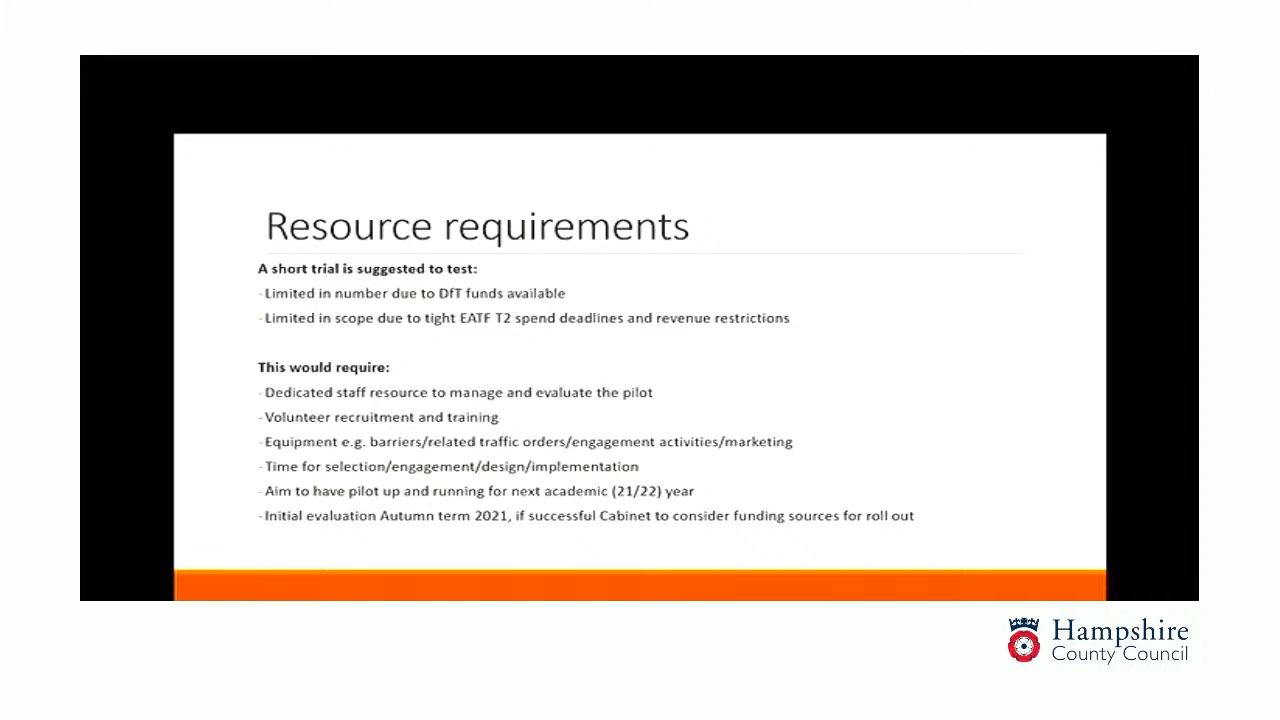 Resource requirements
A short trial is suggested to test:
- Limited in number due to DfT funds available
- Limited in scope due to tight EATF T2 spend deadlines and revenue restrictions
This would require:
- Dedicated staff resource to manage and evaluate the pilot
- Volunteer recruitment and training
- Equipment e.g. barriers/related traffic orders/engagement activities/marketing
- Time for selection/engagement/design/implementation
- Aim to have pilot up and running for next academic (21/22) year
- Initial evaluation Autumn term 2021, if successful Cabinet to consider funding sources for roll out
Hampshire
County Council